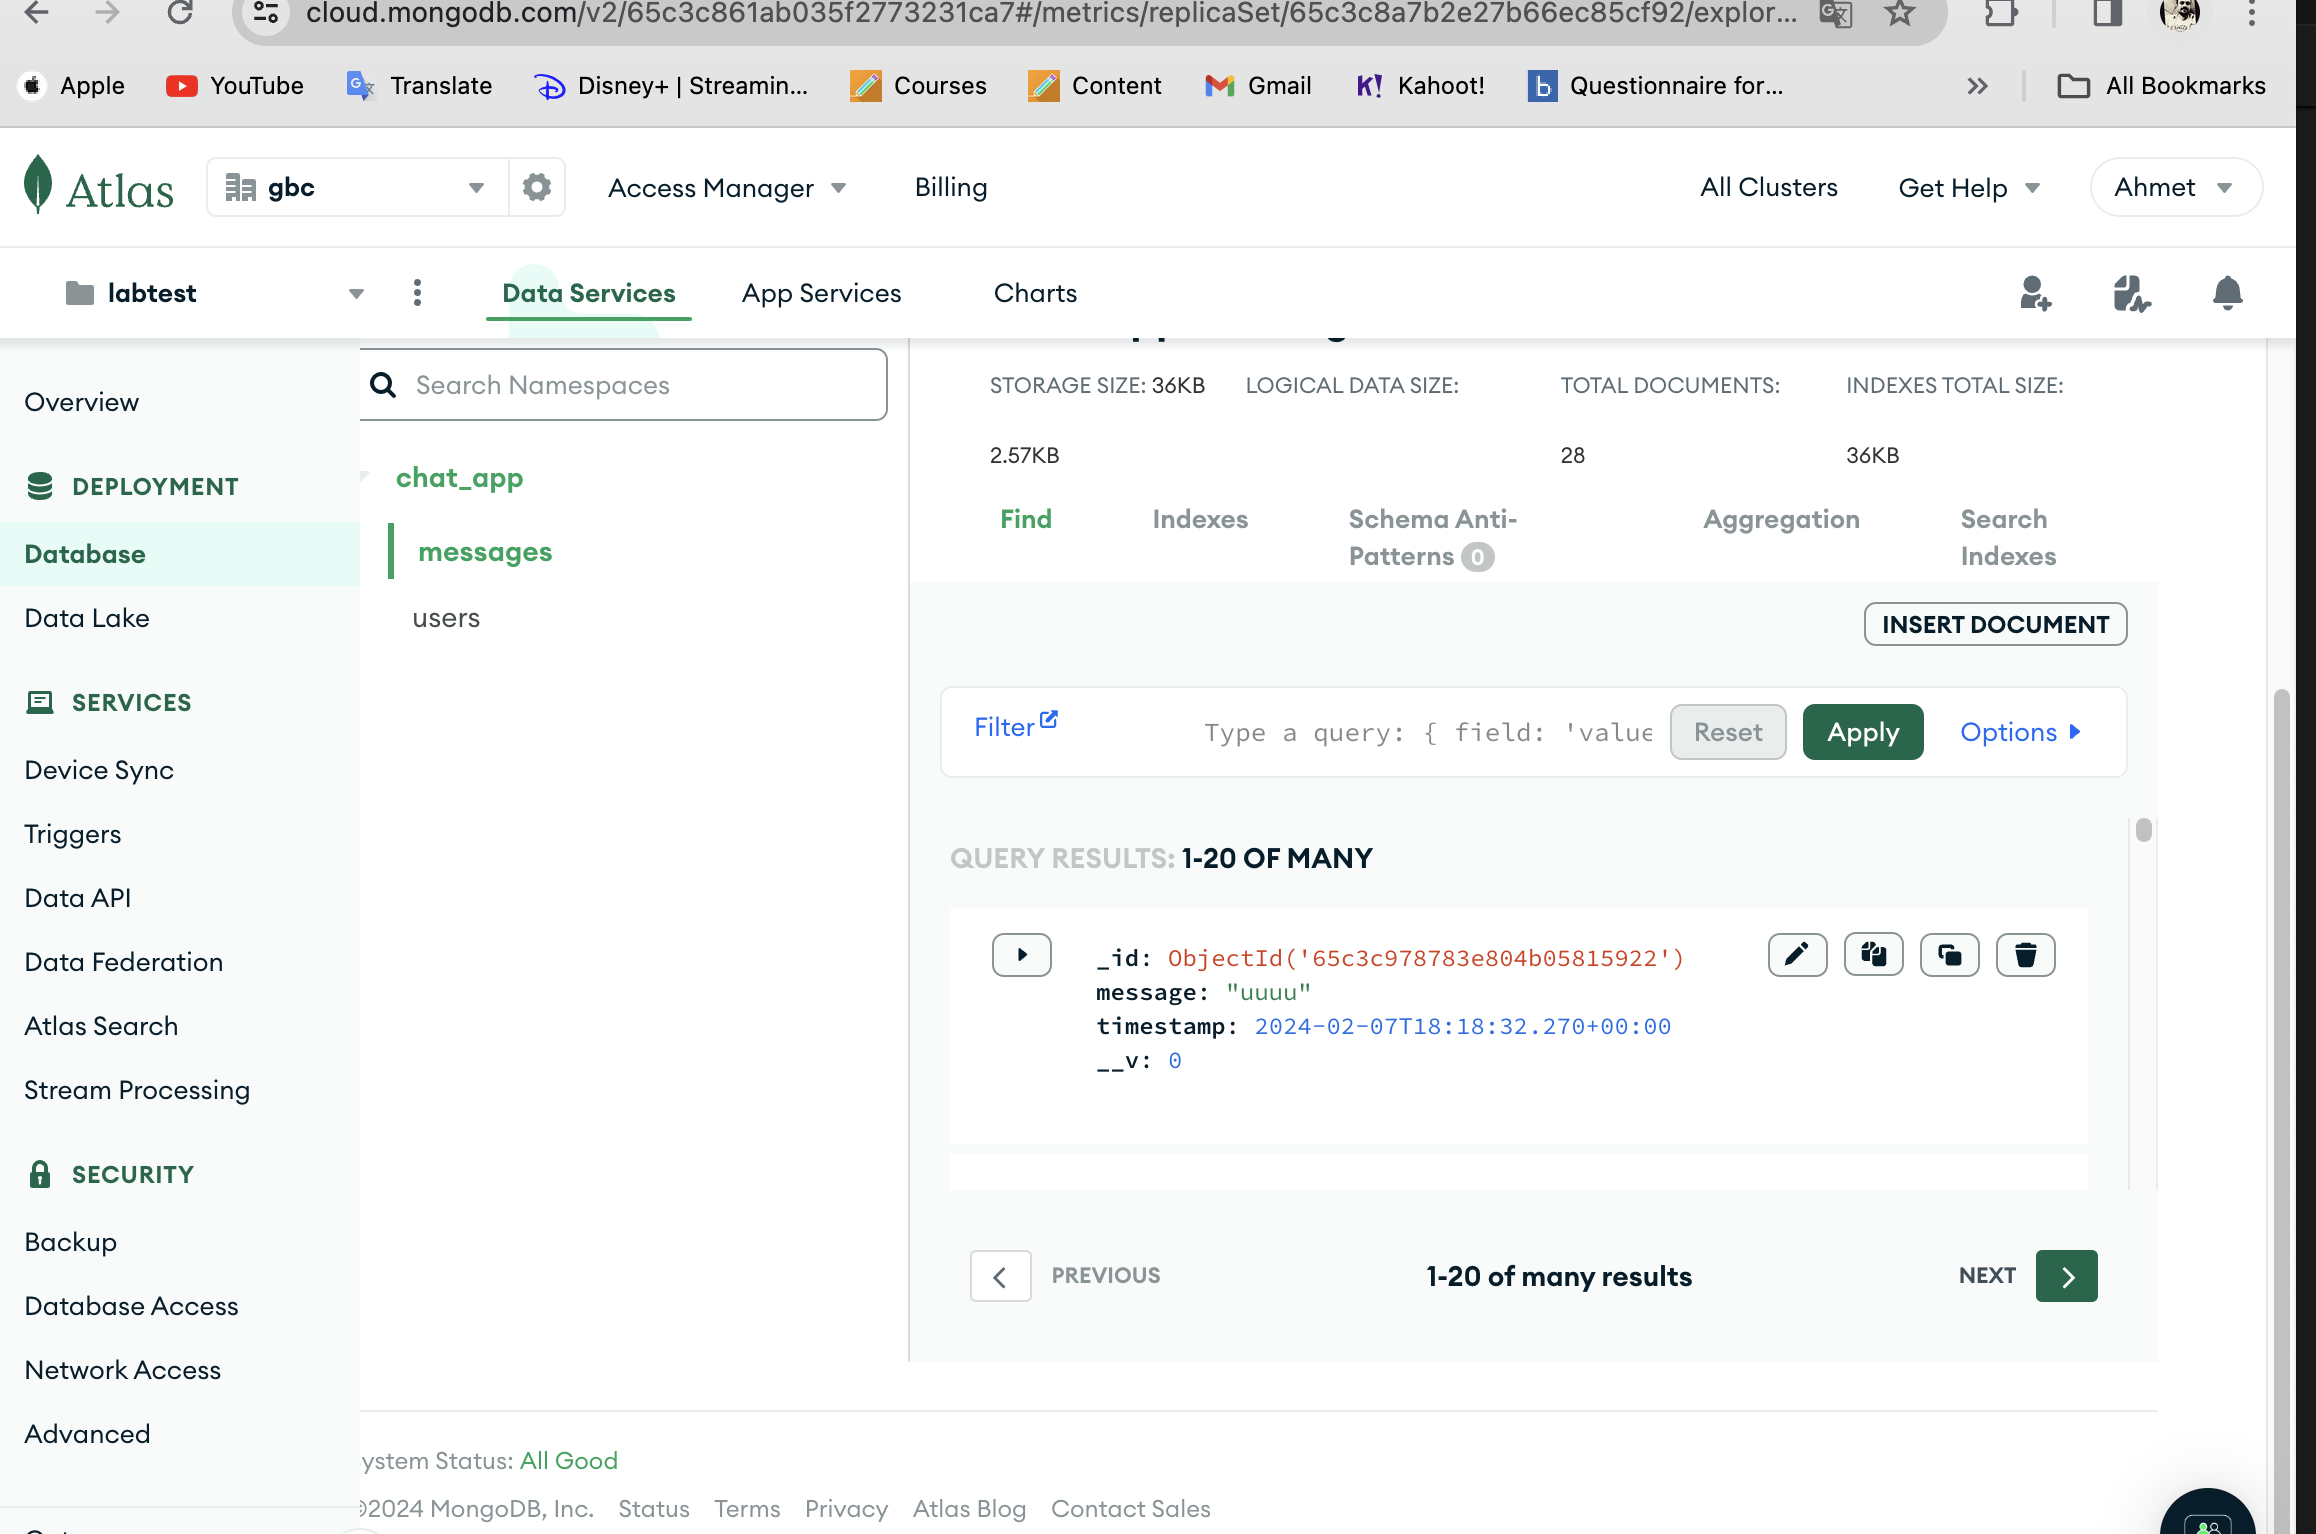 cloud.mongodb.com/v2/65c3c861ab035f2773231ca7#/metrics/replicaSet/65c3c8a7b2e27b66ec85cf92/explor...
Apple YouTube Translate Disney+ | Streamin... Courses Content Gmail Kahoot! Questionnaire for... » All Bookmarks
Atlas gbc Access Manager Billing All Clusters Get Help Ahmet
labtest Data Services App Services Charts
Overview
DEPLOYMENT
Database
Data Lake
SERVICES
Device Sync
Triggers
Data API
Data Federation
Atlas Search
Stream Processing
SECURITY
Backup
Database Access
Network Access
Advanced
Search Namespaces
chat_app
messages
users
STORAGE SIZE: 36KB LOGICAL DATA SIZE: TOTAL DOCUMENTS: INDEXES TOTAL SIZE:
2.57KB 28 36KB
Find Indexes Schema Anti- Aggregation Search
Patterns 0 Indexes
INSERT DOCUMENT
Filter Type a query: { field: 'value Reset Apply Options
QUERY RESULTS: 1-20 OF MANY
_id: ObjectId('65c3c978783e804b05815922')
message: "uuuu"
timestamp: 2024-02-07T18:18:32.270+00:00
__v: 0
PREVIOUS 1-20 of many results NEXT
ystem Status: All Good
©2024 MongoDB, Inc. Status Terms Privacy Atlas Blog Contact Sales